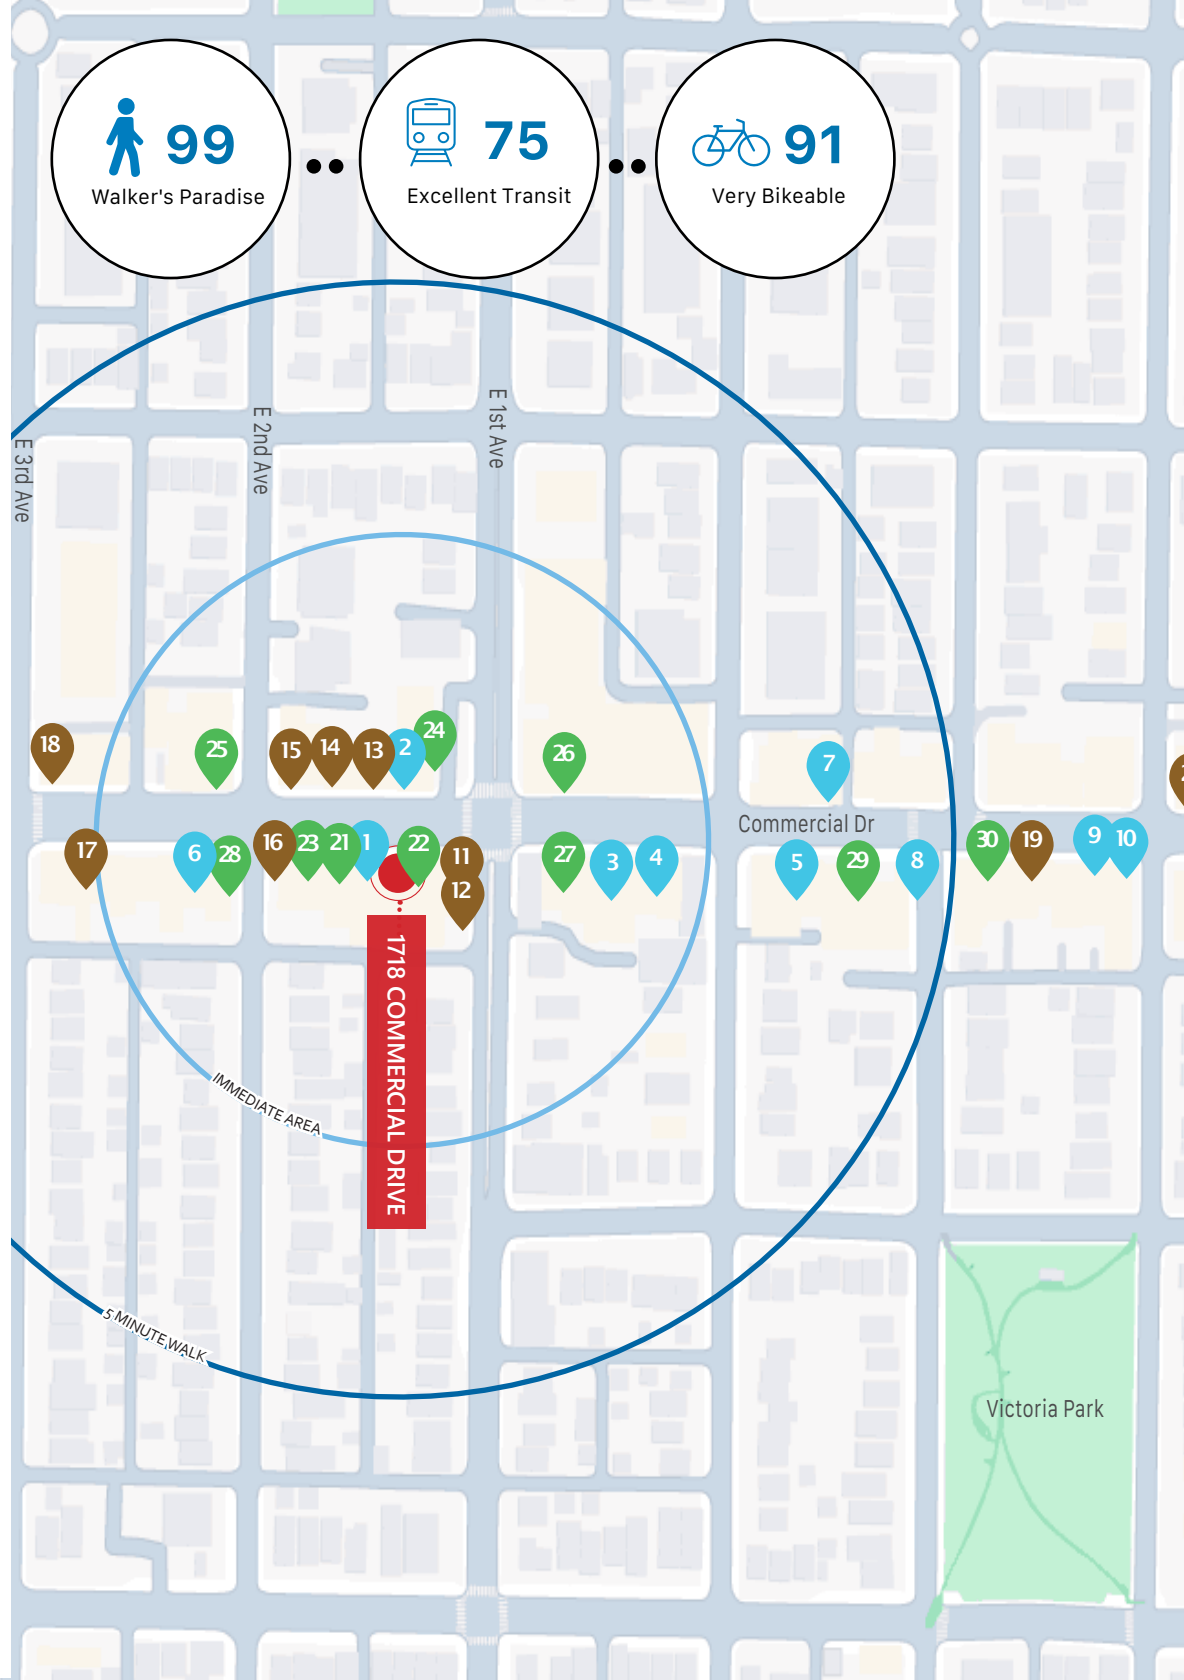 99
Walker's Paradise
75
Excellent Transit
91
Very Bikeable
E 3rd Ave
E 2nd Ave
E 1st Ave
18
25
15
14
13
2
24
26
7
Commercial Dr
17
6
28
16
23
21
1
22
11
12
27
3
4
5
29
8
30
19
9
10
1718 COMMERCIAL DRIVE
IMMEDIATE AREA
5 MINUTE WALK
Victoria Park